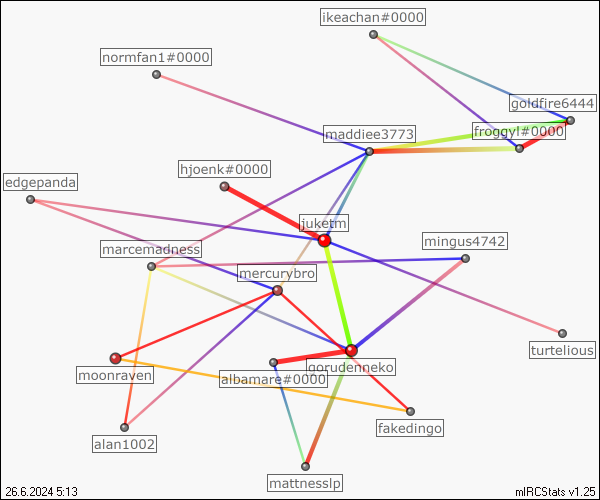 ikeachan#0000
normfan1#0000
goldfire6444
maddiee3773
froggyl#0000
hjoenk#0000
edgepanda
juketm
marcemadness
mingus4742
mercurybro
turtelious
gorudenneko
moonraven
albamare#0000
fakedingo
alan1002
mattnesslp
26.6.2024 5:13
mIRCStats v1.25